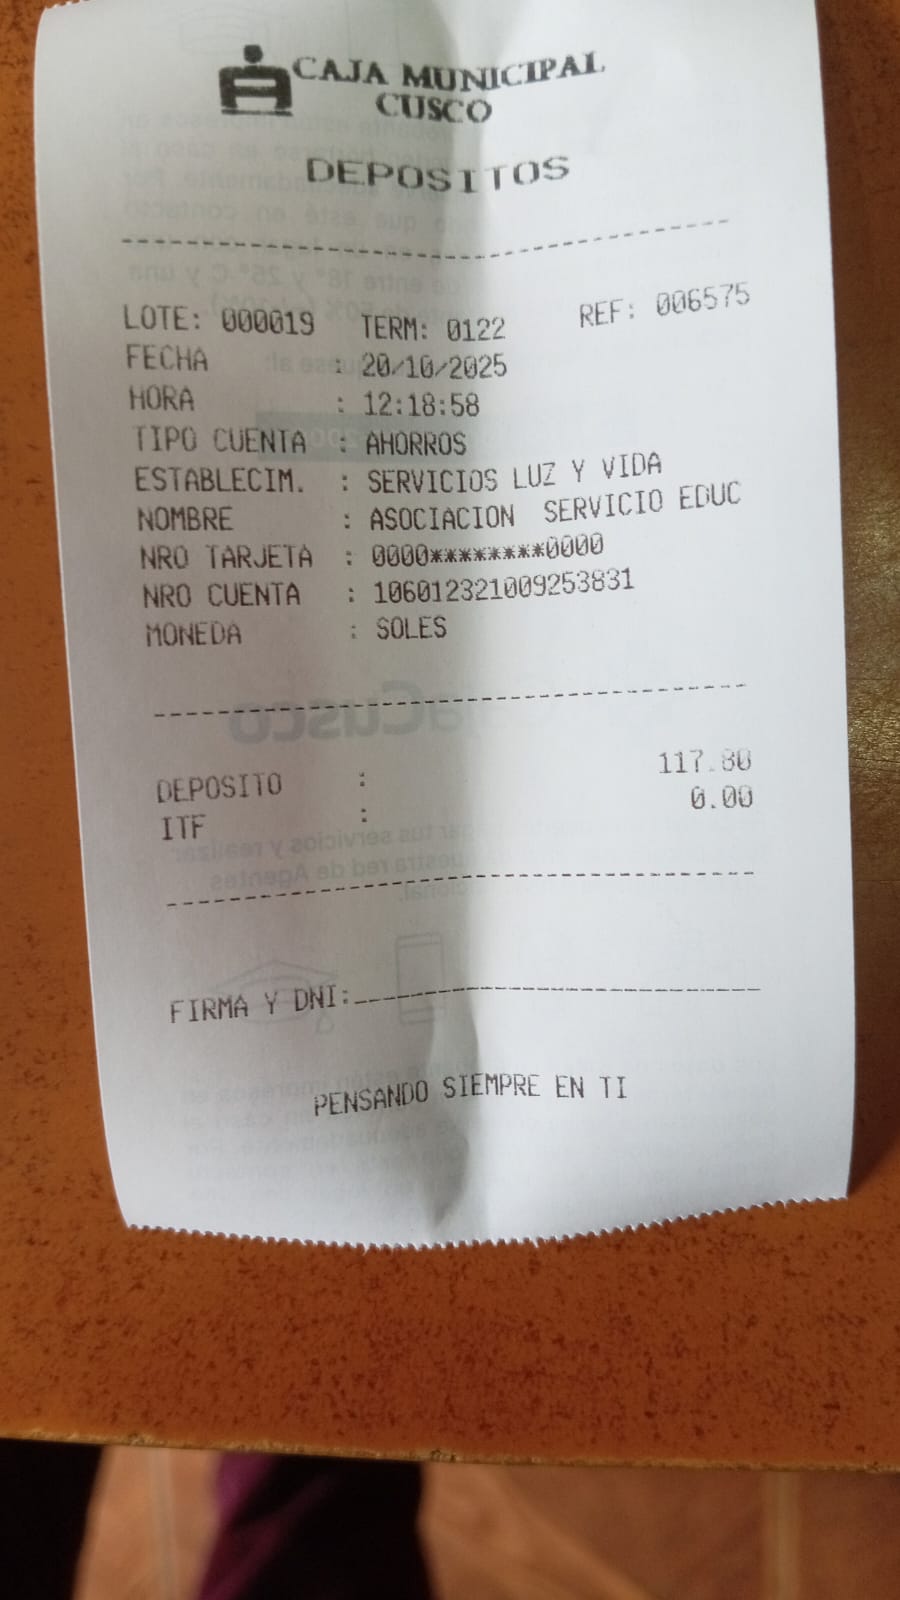 CAJA MUNICIPAL
CUSCO
DEPOSITOS
LOTE: 000019 TERM: 0122 REF: 006575
FECHA : 20/10/2025
HORA : 12:18:58
TIPO CUENTA : AHORROS
ESTABLECIM. : SERVICIOS LUZ Y VIDA
NOMBRE : ASOCIACION SERVICIO EDUC
NRO TARJETA : 0000********0000
NRO CUENTA : 106012321009253831
MONEDA : SOLES
DEPOSITO : 117.80
ITF : 0.00
FIRMA Y DNI:
PENSANDO SIEMPRE EN TI